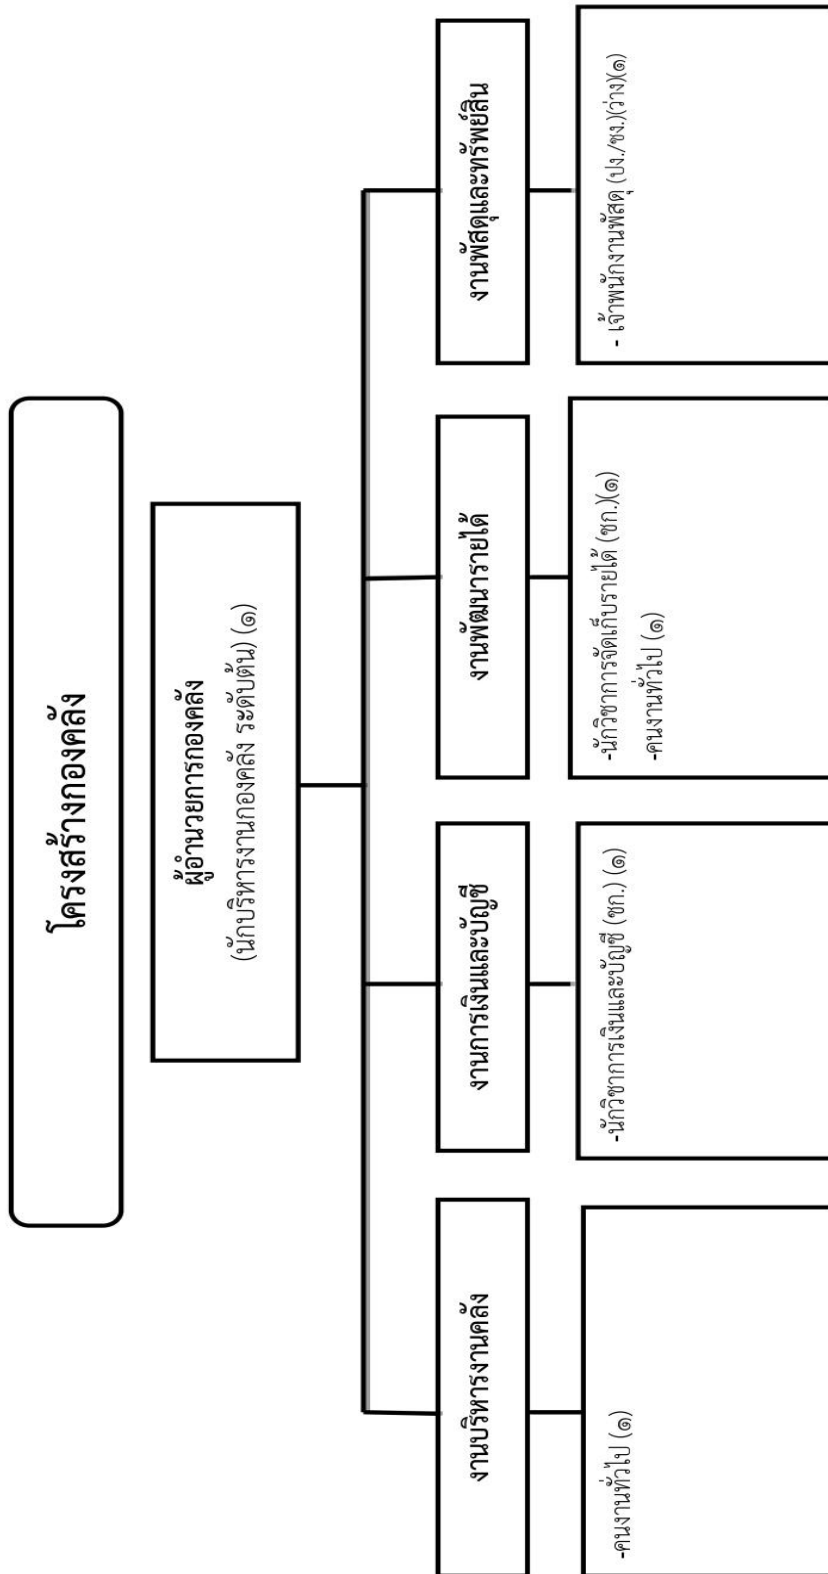 โครงสร้างกองคลัง
ผู้อำนวยการกองคลัง
(นักบริหารงานกองคลัง ระดับต้น) (๑)
งานบริหารงานคลัง
-คนงานทั่วไป (๑)
งานการเงินและบัญชี
-นักวิชาการเงินและบัญชี (ชก.) (๑)
งานพัฒนารายได้
-นักวิชาการจัดเก็บรายได้ (ชก.)(๑)
-คนงานทั่วไป (๑)
งานพัสดุและทรัพย์สิน
- เจ้าพนักงานพัสดุ (ปง./ชง.)(ว่าง)(๑)